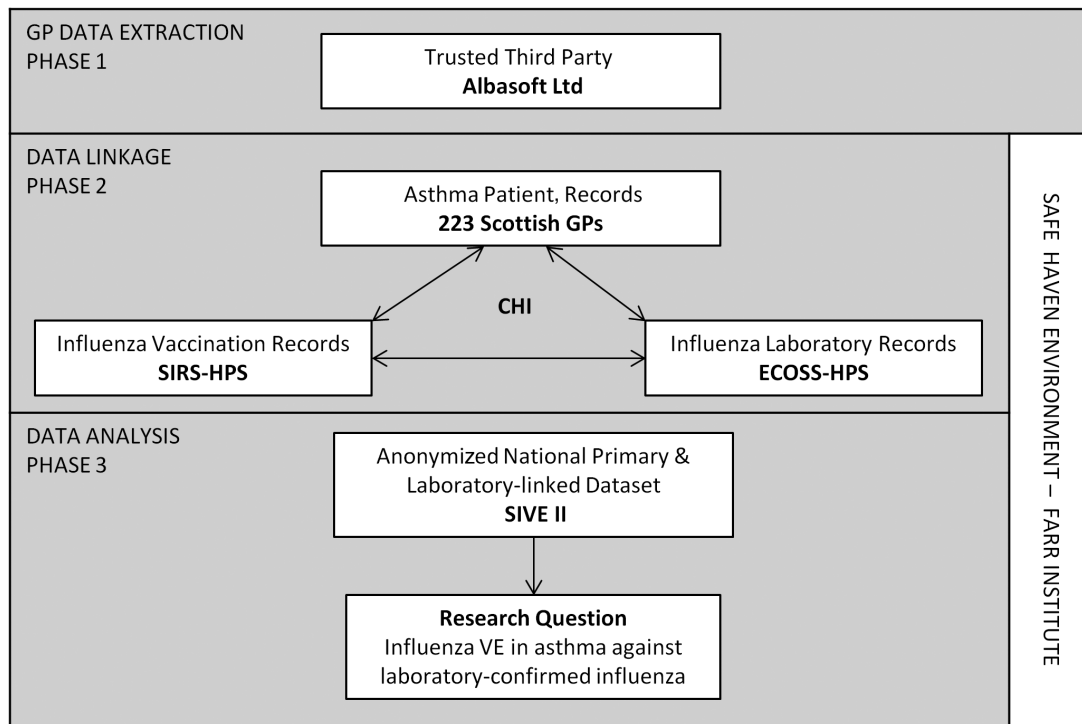 GP DATA EXTRACTION
PHASE 1
Trusted Third Party
Albasoft Ltd
DATA LINKAGE
PHASE 2
Asthma Patient, Records
223 Scottish GPs
CHI
Influenza Vaccination Records
SIRS-HPS
Influenza Laboratory Records
ECOSS-HPS
DATA ANALYSIS
PHASE 3
Anonymized National Primary &
Laboratory-linked Dataset
SIVE II
Research Question
Influenza VE in asthma against
laboratory-confirmed influenza
SAFE HAVEN ENVIRONMENT – FARR INSTITUTE